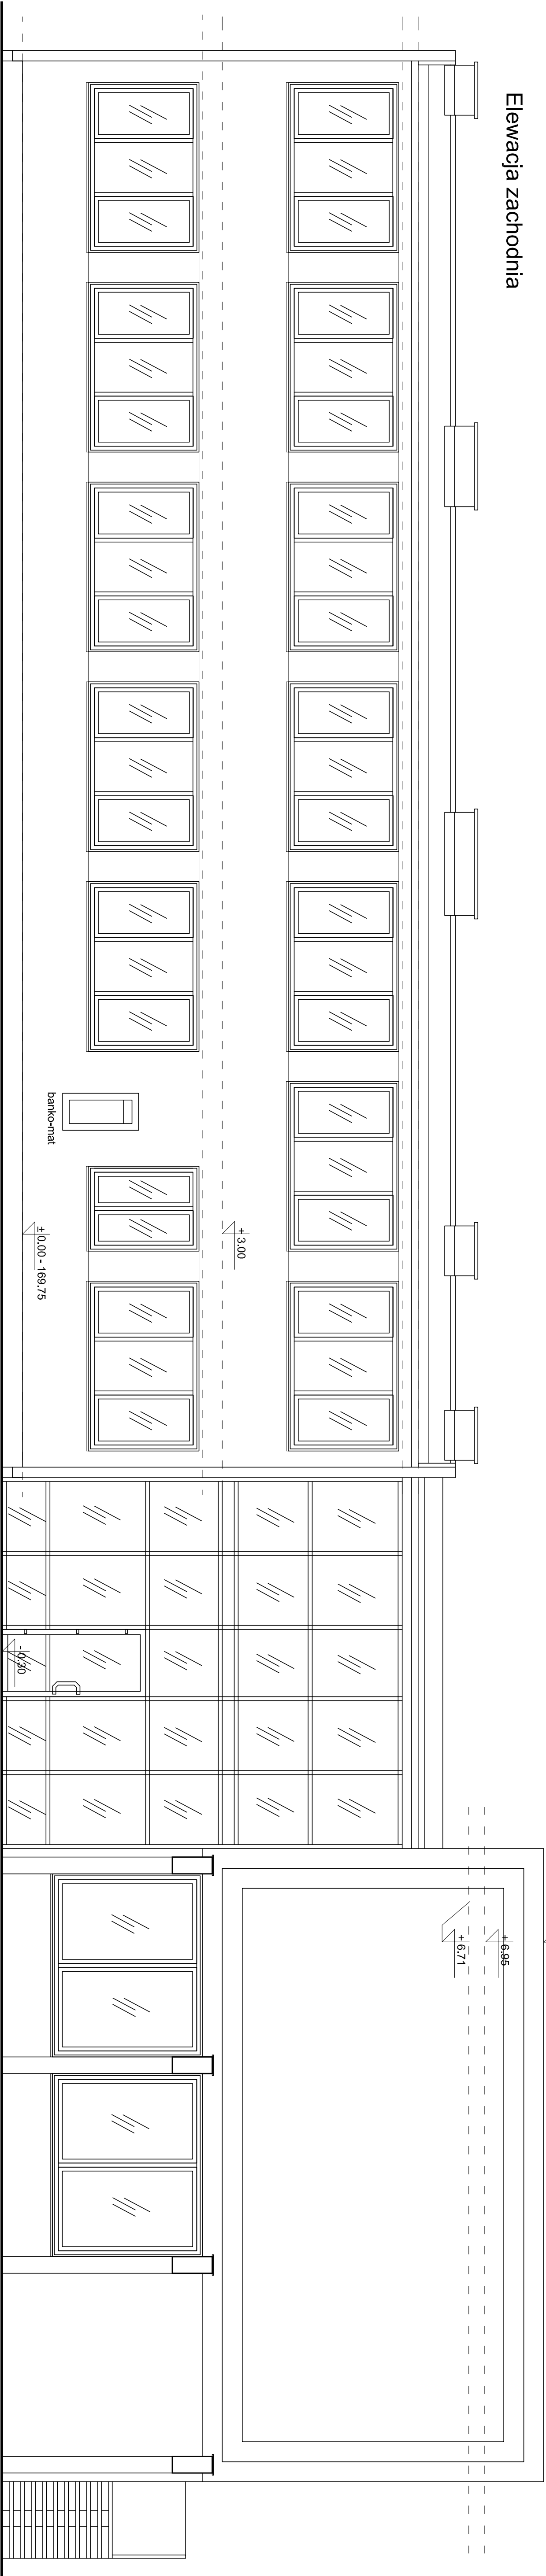 Elewacja zachodnia
banko-mat
± 0.00 - 169.75
+ 3.00
- 0.30
+ 6.71
+ 6.95